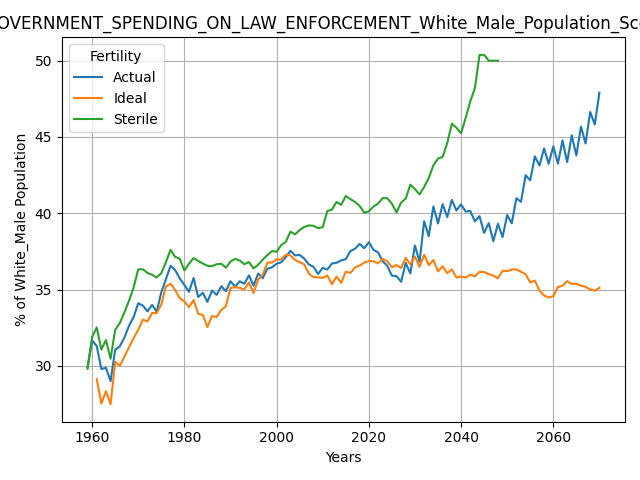 OVERNMENT_SPENDING_ON_LAW_ENFORCEMENT_White_Male_Population_Sc
Fertility
Actual
Ideal
Sterile
% of White_Male Population
50
45
40
35
30
1960
1980
2000
2020
2040
2060
Years